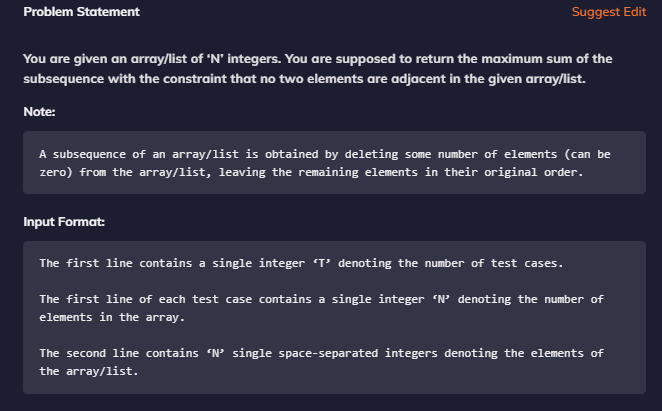 Problem Statement
Suggest Edit
You are given an array/list of ‘N’ integers. You are supposed to return the maximum sum of the
subsequence with the constraint that no two elements are adjacent in the given array/list.
Note:
A subsequence of an array/list is obtained by deleting some number of elements (can be
zero) from the array/list, leaving the remaining elements in their original order.
Input Format:
The first line contains a single integer ‘T’ denoting the number of test cases.
The first line of each test case contains a single integer ‘N’ denoting the number of
elements in the array.
The second line contains ‘N’ single space-separated integers denoting the elements of
the array/list.